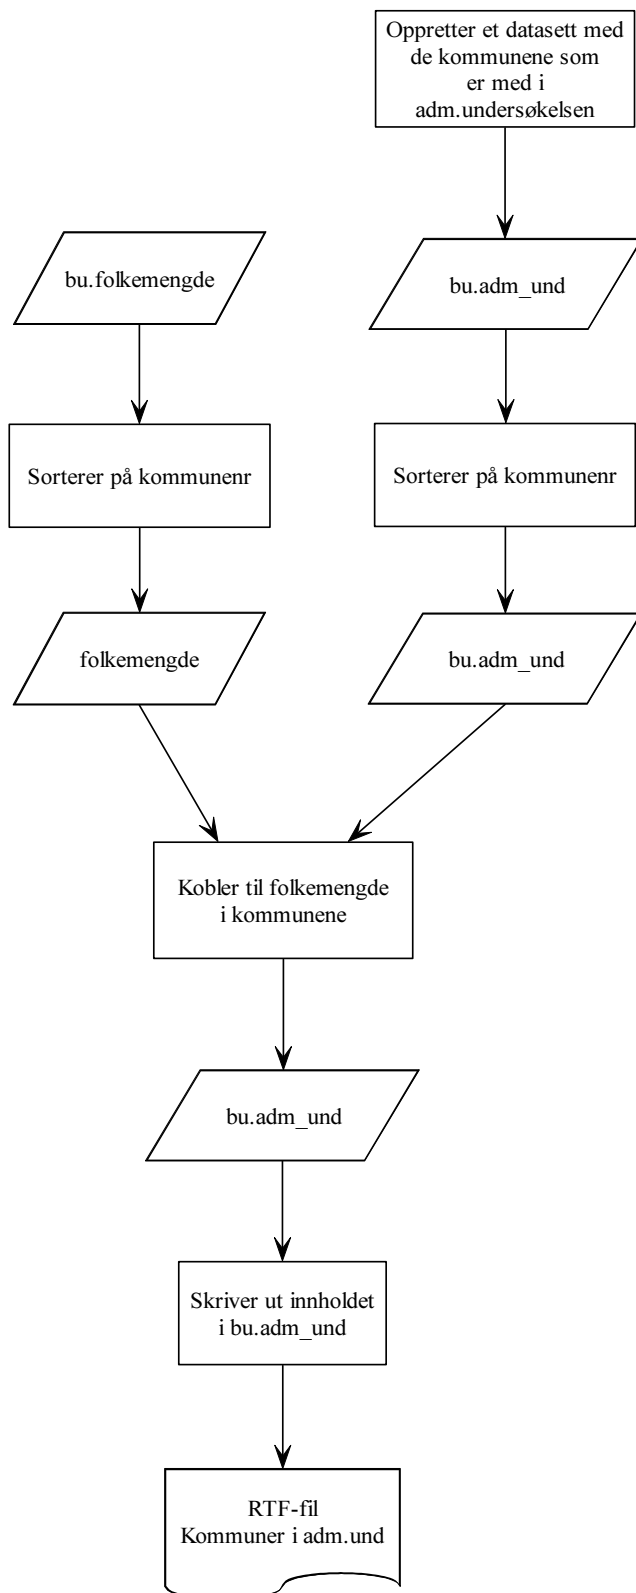 Oppretter et datasett med
de kommunene som
er med i
adm.undersøkelsen
bu.folkemengde
bu.adm_und
Sorterer på kommunenr
Sorterer på kommunenr
folkemengde
bu.adm_und
Kobler til folkemengde
i kommunene
bu.adm_und
Skriver ut innholdet
i bu.adm_und
RTF-fil
Kommuner i adm.und